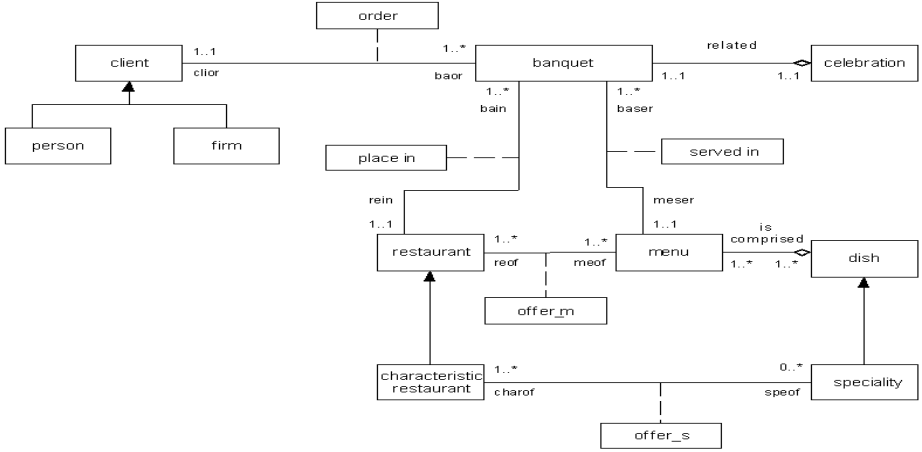 order
client
1..1
clior
1..*
baor
banquet
related
1..1
1..1
celebration
person
firm
1..*
bain
1..*
baser
place in
served in
rein
1..1
meser
1..1
restaurant
1..*
reof
1..*
meof
menu
is
comprised
1..*
1..*
dish
offer_m
characteristic
restaurant
1..*
charof
0..*
speof
speciality
offer_s